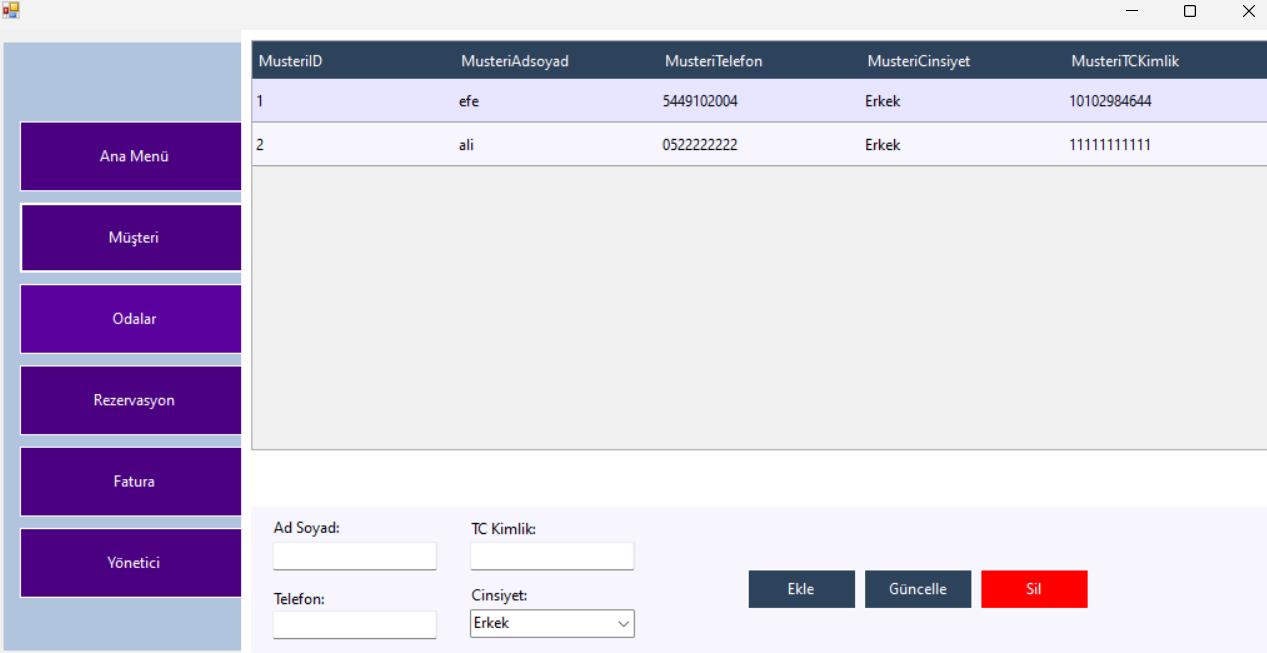 MusteriID MusteriAdsoyad MusteriTelefon MusteriCinsiyet MusteriTCKimlik
1 efe 5449102004 Erkek 10102984644
2 ali 0522222222 Erkek 11111111111
Ana Menü
Müşteri
Odalar
Rezervasyon
Fatura
Yönetici
Ad Soyad: TC Kimlik:
Telefon: Cinsiyet:
Erkek
Ekle Güncelle Sil